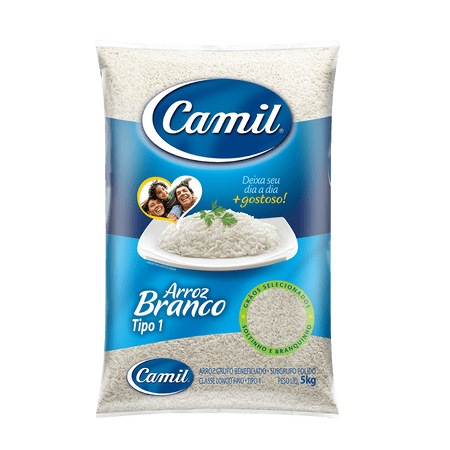 Camil®
Deixa seu
dia a dia
+gostoso!
Arroz
Branco
Tipo 1
GRÃOS SELECIONADOS
SOLTINHO E BRANQUINHO
Camil®
ARROZ GRUPO BENEFICIADO • SUBGRUPO POLIDO
CLASSE LONGO FINO • TIPO 1 PESO LÍQ. 5kg